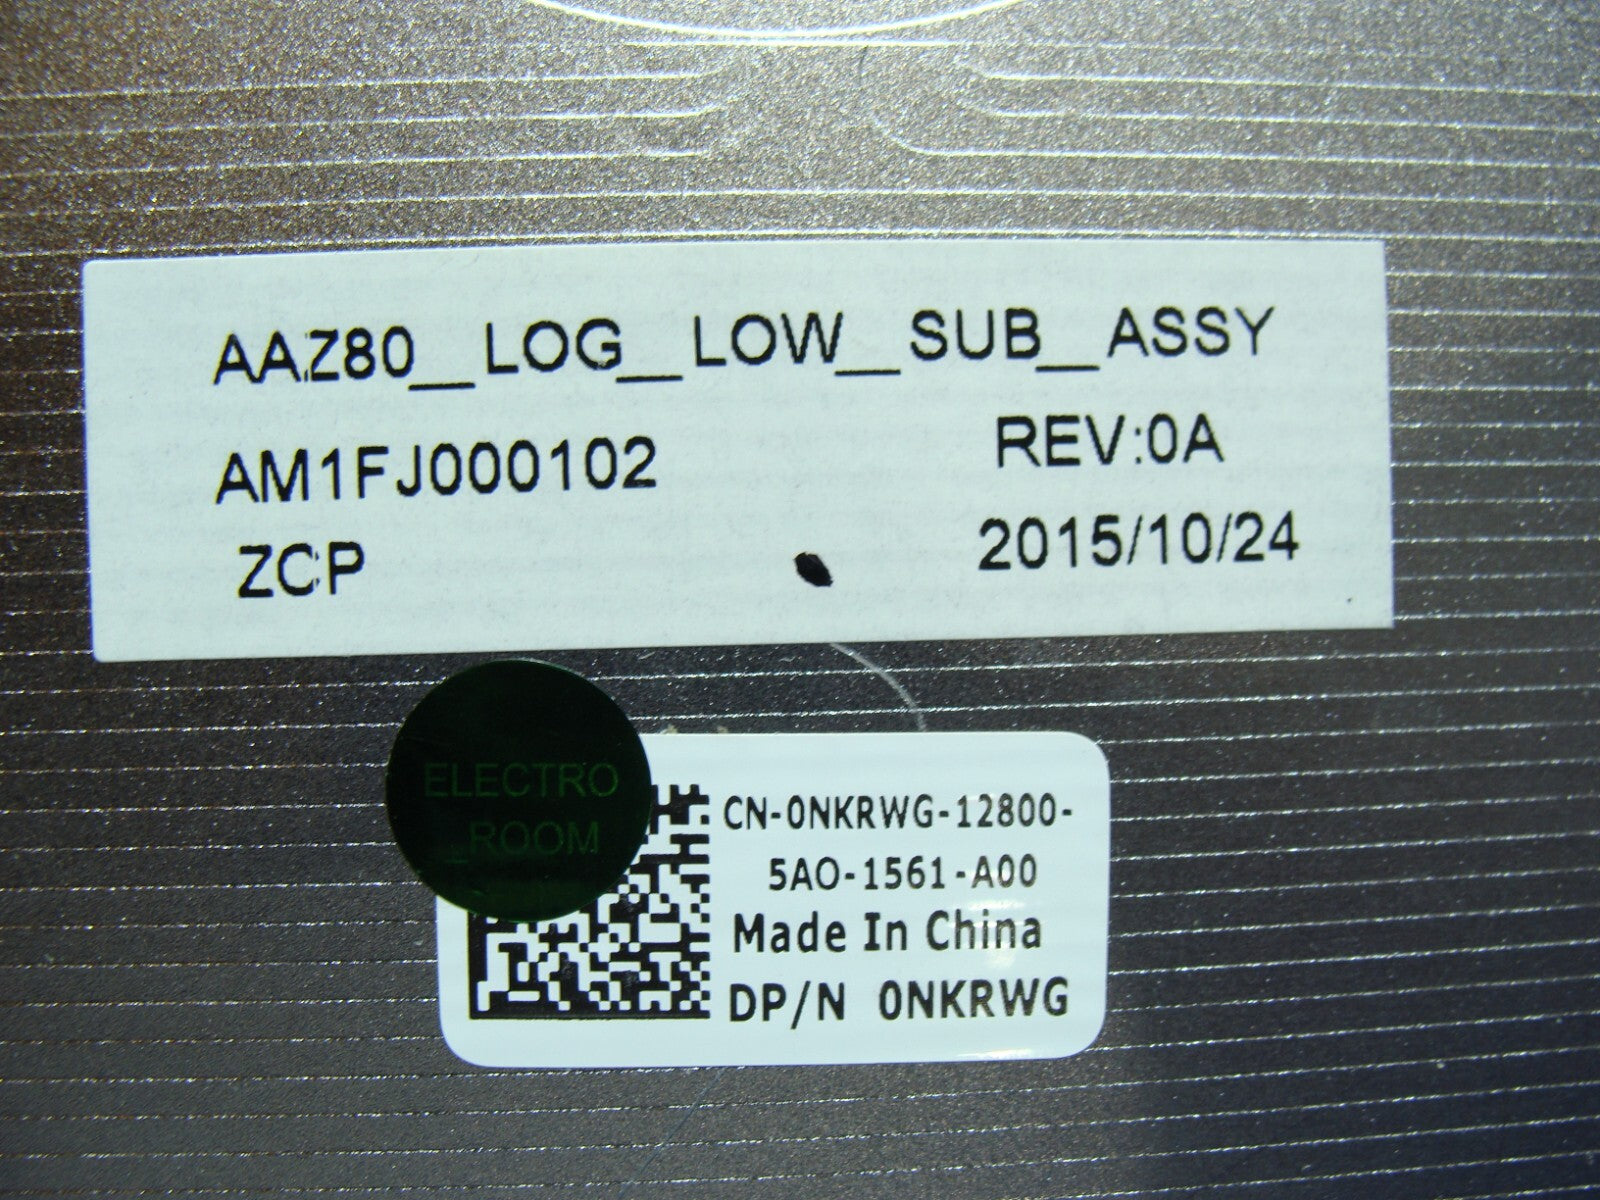 AAZ80_LOG_LOW_SUB_ASSY
AM1FJ000102 REV:0A
ZCP 2015/10/24
ELECTRO
_ROOM
CN-0NKRWG-12800-
5AO-1561-A00
Made In China
DP/N 0NKRWG